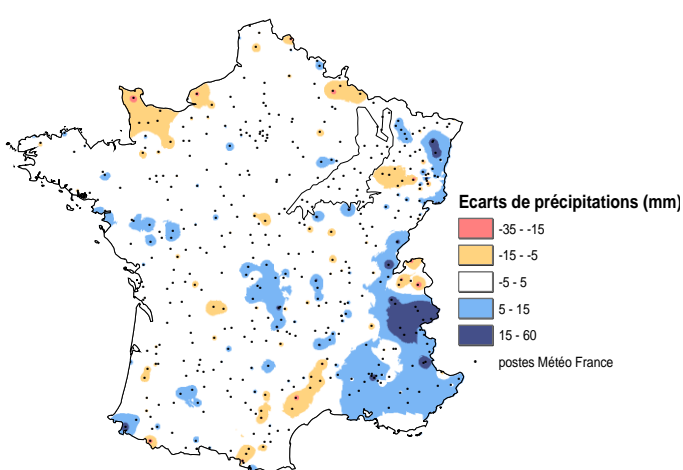 Ecarts de précipitations (mm)
-35 - -15
-15 - -5
-5 - 5
5 - 15
15 - 60
postes Météo France